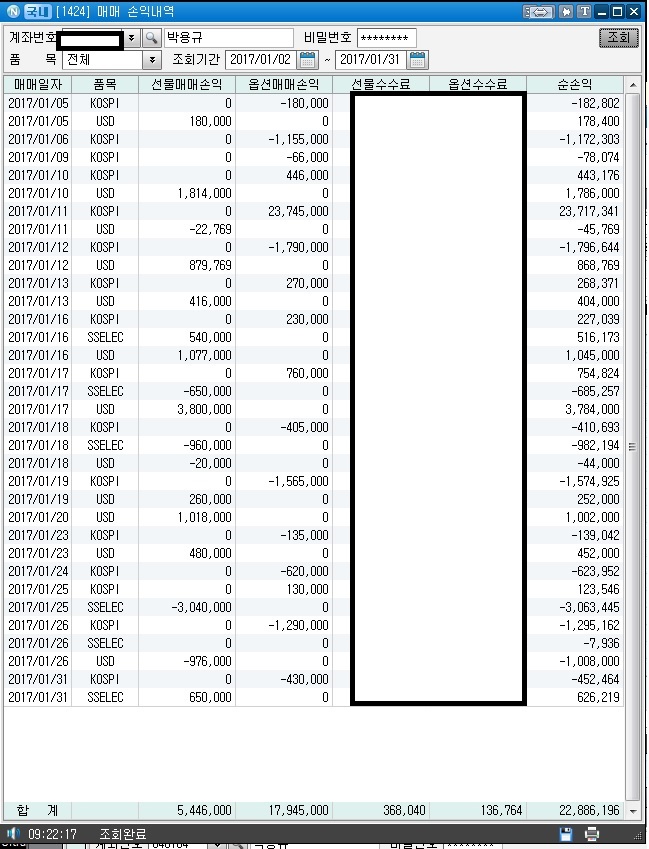 N 국내 [1424] 매매 손익내역 T
계좌번호 박용규 비밀번호 ******** 조회
품 목 전체 조회기간 2017/01/02 ~ 2017/01/31
매매일자 품목 선물매매손익 옵션매매손익 선물수수료 옵션수수료 순손익
2017/01/05 KOSPI 0 -180,000 -182,802
2017/01/05 USD 180,000 0 178,400
2017/01/06 KOSPI 0 -1,155,000 -1,172,303
2017/01/09 KOSPI 0 -66,000 -78,074
2017/01/10 KOSPI 0 446,000 443,176
2017/01/10 USD 1,814,000 0 1,786,000
2017/01/11 KOSPI 0 23,745,000 23,717,341
2017/01/11 USD -22,769 0 -45,769
2017/01/12 KOSPI 0 -1,790,000 -1,796,644
2017/01/12 USD 879,769 0 868,769
2017/01/13 KOSPI 0 270,000 268,371
2017/01/13 USD 416,000 0 404,000
2017/01/16 KOSPI 0 230,000 227,039
2017/01/16 SSELEC 540,000 0 516,173
2017/01/16 USD 1,077,000 0 1,045,000
2017/01/17 KOSPI 0 760,000 754,824
2017/01/17 SSELEC -650,000 0 -685,257
2017/01/17 USD 3,800,000 0 3,784,000
2017/01/18 KOSPI 0 -405,000 -410,693
2017/01/18 SSELEC -960,000 0 -982,194
2017/01/18 USD -20,000 0 -44,000
2017/01/19 KOSPI 0 -1,565,000 -1,574,925
2017/01/19 USD 260,000 0 252,000
2017/01/20 USD 1,018,000 0 1,002,000
2017/01/23 KOSPI 0 -135,000 -139,042
2017/01/23 USD 480,000 0 452,000
2017/01/24 KOSPI 0 -620,000 -623,952
2017/01/25 KOSPI 0 130,000 123,546
2017/01/25 SSELEC -3,040,000 0 -3,063,445
2017/01/26 KOSPI 0 -1,290,000 -1,295,162
2017/01/26 SSELEC 0 0 -7,936
2017/01/26 USD -976,000 0 -1,008,000
2017/01/31 KOSPI 0 -430,000 -452,464
2017/01/31 SSELEC 650,000 0 626,219
합 계 5,446,000 17,945,000 368,040 136,764 22,886,196
09:22:17 조회완료